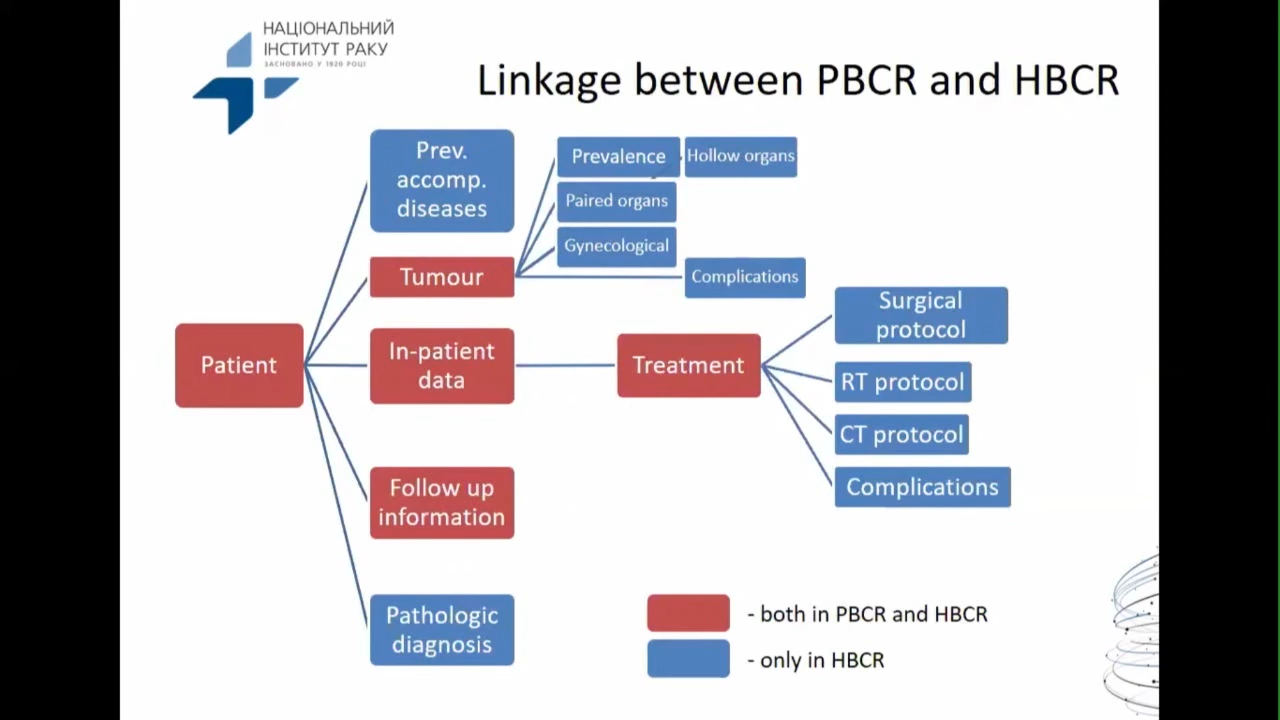 НАЦІОНАЛЬНИЙ
ІНСТИТУТ РАКУ
ЗАСНОВАНО У 1920 РОЦІ
Linkage between PBCR and HBCR
Prev.
accomp.
diseases
Prevalence
Hollow organs
Paired organs
Gynecological
Tumour
Complications
Surgical
protocol
Patient
In-patient
data
Treatment
RT protocol
CT protocol
Complications
Follow up
information
Pathologic
diagnosis
- both in PBCR and HBCR
- only in HBCR